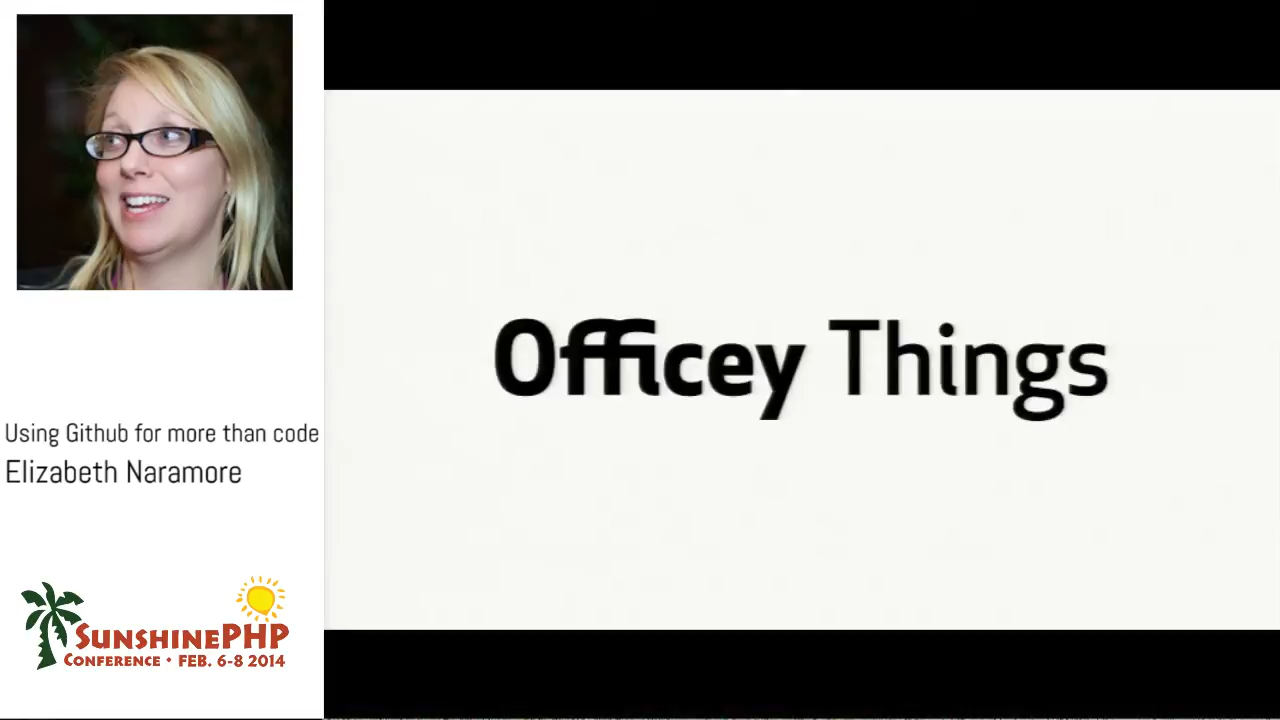 Officey Things
Using Github for more than code
Elizabeth Naramore
SUNSHINEPHP
CONFERENCE • FEB. 6-8 2014